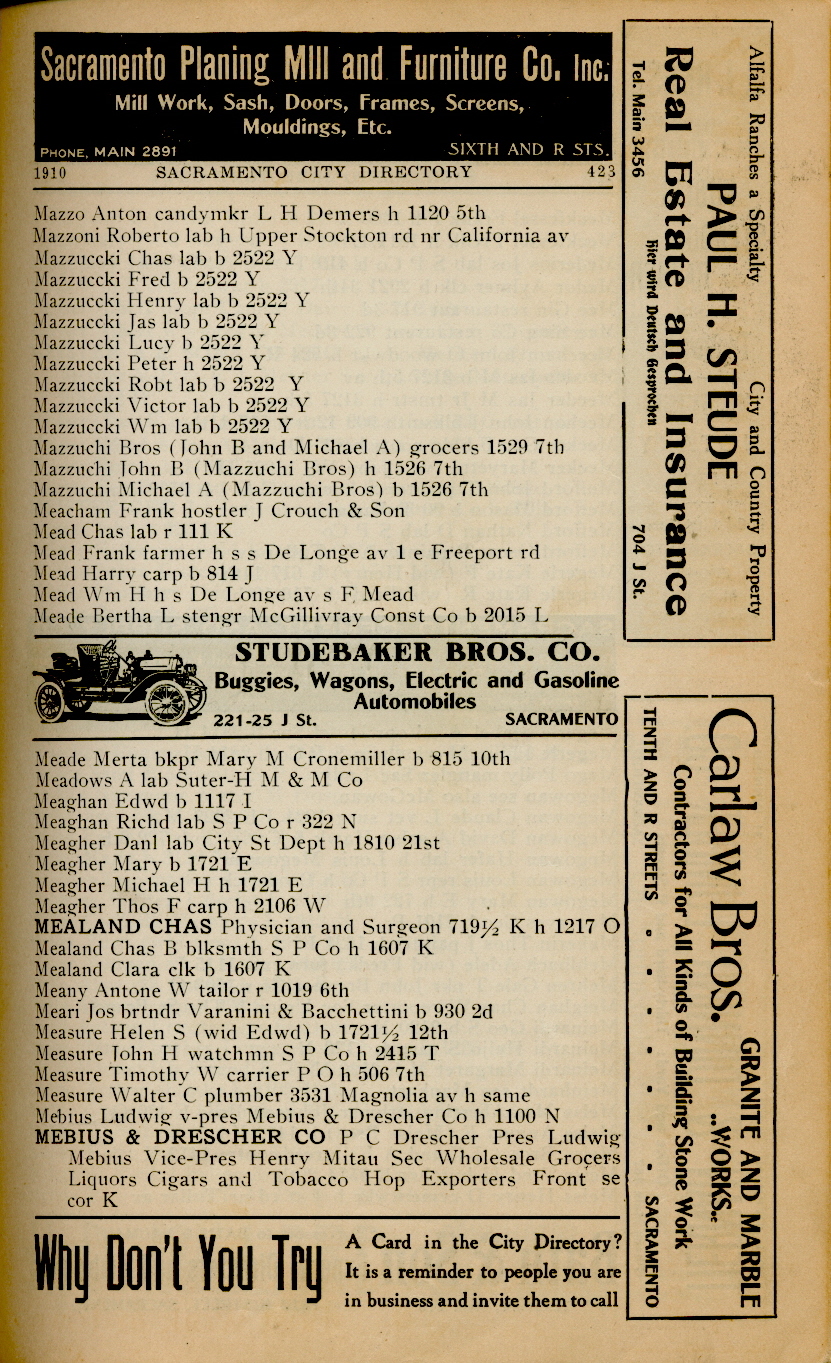 Sacramento Planing Mill and Furniture Co. Inc.
Mill Work, Sash, Doors, Frames, Screens,
Mouldings, Etc.
PHONE, MAIN 2891 SIXTH AND R STS.
1910 SACRAMENTO CITY DIRECTORY 423
Mazzo Anton candymkr L H Demers h 1120 5th
Mazzoni Roberto lab h Upper Stockton rd nr California av
Mazzuccki Chas lab b 2522 Y
Mazzuccki Fred b 2522 Y
Mazzuccki Henry lab b 2522 Y
Mazzuccki Jas lab b 2522 Y
Mazzuccki Lucy b 2522 Y
Mazzuccki Peter h 2522 Y
Mazzuccki Robt lab b 2522 Y
Mazzuccki Victor lab b 2522 Y
Mazzuccki Wm lab b 2522 Y
Mazzuchi Bros (John B and Michael A) grocers 1529 7th
Mazzuchi John B (Mazzuchi Bros) h 1526 7th
Mazzuchi Michael A (Mazzuchi Bros) b 1526 7th
Meacham Frank hostler J Crouch & Son
Mead Chas lab r 111 K
Mead Frank farmer h s s De Longe av 1 e Freeport rd
Mead Harry carp b 814 J
Mead Wm H h s De Longe av s F Mead
Meade Bertha L stengr McGillivray Const Co b 2015 L
STUDEBAKER BROS. CO.
Buggies, Wagons, Electric and Gasoline
Automobiles
221-25 J St. SACRAMENTO
Meade Merta bkpr Mary M Cronemiller b 815 10th
Meadows A lab Suter-H M & M Co
Meaghan Edwd b 1117 I
Meaghan Richd lab S P Co r 322 N
Meagher Danl lab City St Dept h 1810 21st
Meagher Mary b 1721 E
Meagher Michael H h 1721 E
Meagher Thos F carp h 2106 W
MEALAND CHAS Physician and Surgeon 719½ K h 1217 O
Mealand Chas B blksmth S P Co h 1607 K
Mealand Clara clk b 1607 K
Meany Antone W tailor r 1019 6th
Meari Jos brtndr Varanini & Bacchettini b 930 2d
Measure Helen S (wid Edwd) b 1721½ 12th
Measure John H watchmn S P Co h 2415 T
Measure Timothy W carrier P O h 506 7th
Measure Walter C plumber 3531 Magnolia av h same
Mebius Ludwig v-pres Mebius & Drescher Co h 1100 N
MEBIUS & DRESCHER CO P C Drescher Pres Ludwig
Mebius Vice-Pres Henry Mitau Sec Wholesale Grocers
Liquors Cigars and Tobacco Hop Exporters Front se
cor K
Why Don't You Try
A Card in the City Directory?
It is a reminder to people you are
in business and invite them to call
Alfalfa Ranches a Specialty City and Country Property
PAUL H. STEUDE
Real Estate and Insurance
Hier wird Deutsch Gesprochen
Tel. Main 3456 704 J St.
Carlaw Bros. GRANITE AND MARBLE
..WORKS..
Contractors for All Kinds of Building Stone Work
TENTH AND R STREETS SACRAMENTO